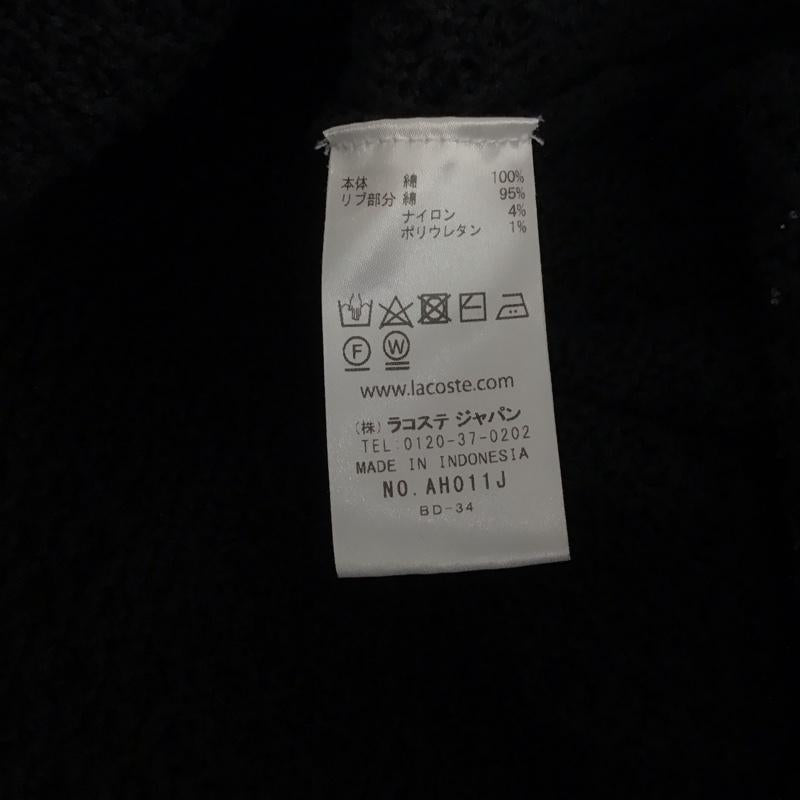 本体 綿 100%
リブ部分 綿 95%
ナイロン 4%
ポリウレタン 1%
F W
www.lacoste.com
(株) ラコステ ジャパン
TEL:0120-37-0202
MADE IN INDONESIA
NO. AH011J
BD-34